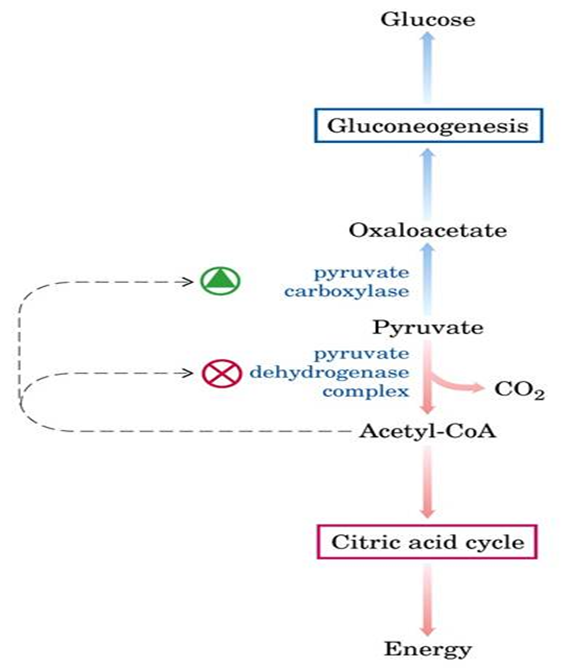 Glucose
Gluconeogenesis
Oxaloacetate
pyruvate
carboxylase
Pyruvate
pyruvate
dehydrogenase
complex
CO₂
Acetyl-CoA
Citric acid cycle
Energy